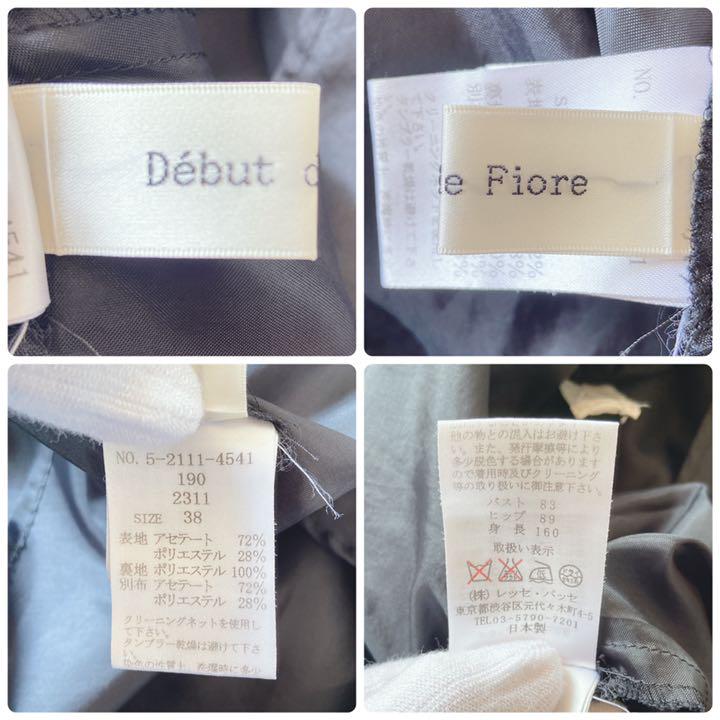 Début d
4541
e Fiore
NO.
NO. 5-2111-4541
190
2311
SIZE 38
表地 アセテート 72%
ポリエステル 28%
裏地 ポリエステル 100%
別布 アセテート 72%
ポリエステル 28%
クリーニングネットを使用し
て下さい。
タンブラー乾燥は避けて下
さい。
他の物との混入はお避け下さ
い。また、発汗摩擦等により
多少脱色する場合があります
ので着用時及びクリーニング
等の取り扱いに御注意下さい。
バスト 83
ヒップ 89
身長 160
取扱い表示
(株) レッセ・パッセ
東京都渋谷区元代々木町4-5
TEL03-5790-7201
日本製